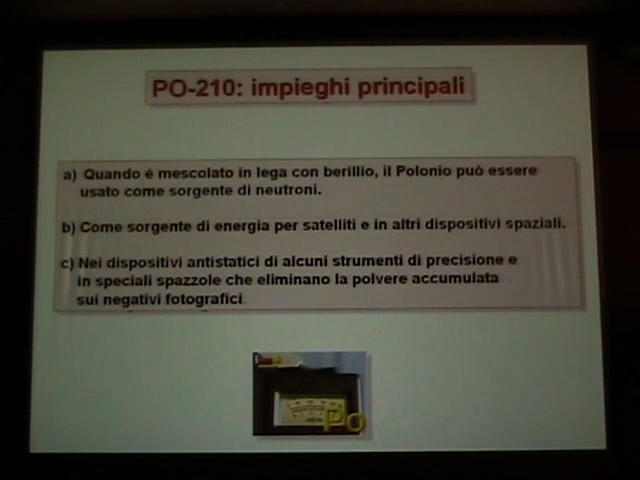 PO-210: impieghi principali
a) Quando è mescolato in lega con berillio, il Polonio può essere
usato come sorgente di neutroni.
b) Come sorgente di energia per satelliti e in altri dispositivi spaziali.
c) Nei dispositivi antistatici di alcuni strumenti di precisione e
in speciali spazzole che eliminano la polvere accumulata
sui negativi fotografici.
Po